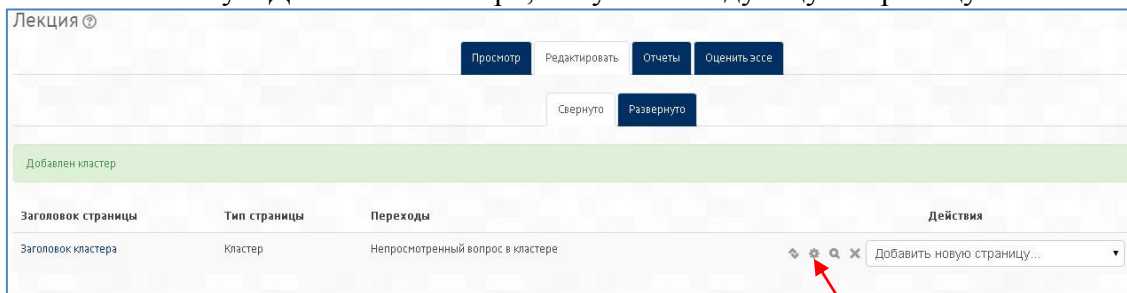 Лекция
Просмотр Редактировать Отчеты Оценить эссе
Свернуто Развернуто
Добавлен кластер
Заголовок страницы Тип страницы Переходы Действия
Заголовок кластера Кластер Непросмотренный вопрос в кластере Добавить новую страницу...